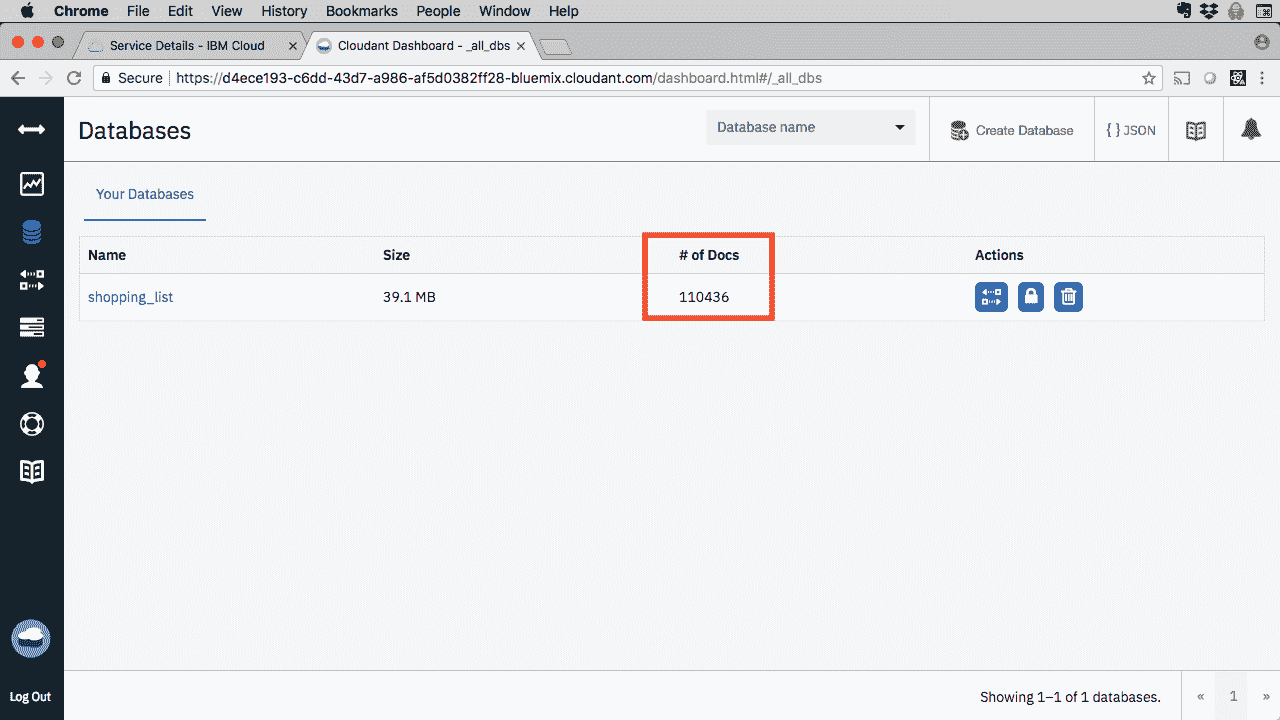 Chrome File Edit View History Bookmarks People Window Help
Service Details - IBM Cloud × Cloudant Dashboard - _all_dbs ×
Secure https://d4ece193-c6dd-43d7-a986-af5d0382ff28-bluemix.cloudant.com/dashboard.html#/_all_dbs
Databases Database name Create Database { } JSON
Your Databases
Name Size # of Docs Actions
shopping_list 39.1 MB 110436
Log Out Showing 1–1 of 1 databases. « 1 »